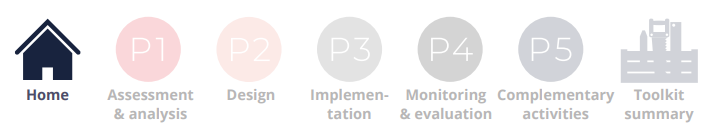 P1 P2 P3 P4 P5
Home Assessment Design Implemen- Monitoring Complementary Toolkit
& analysis tation & evaluation activities summary